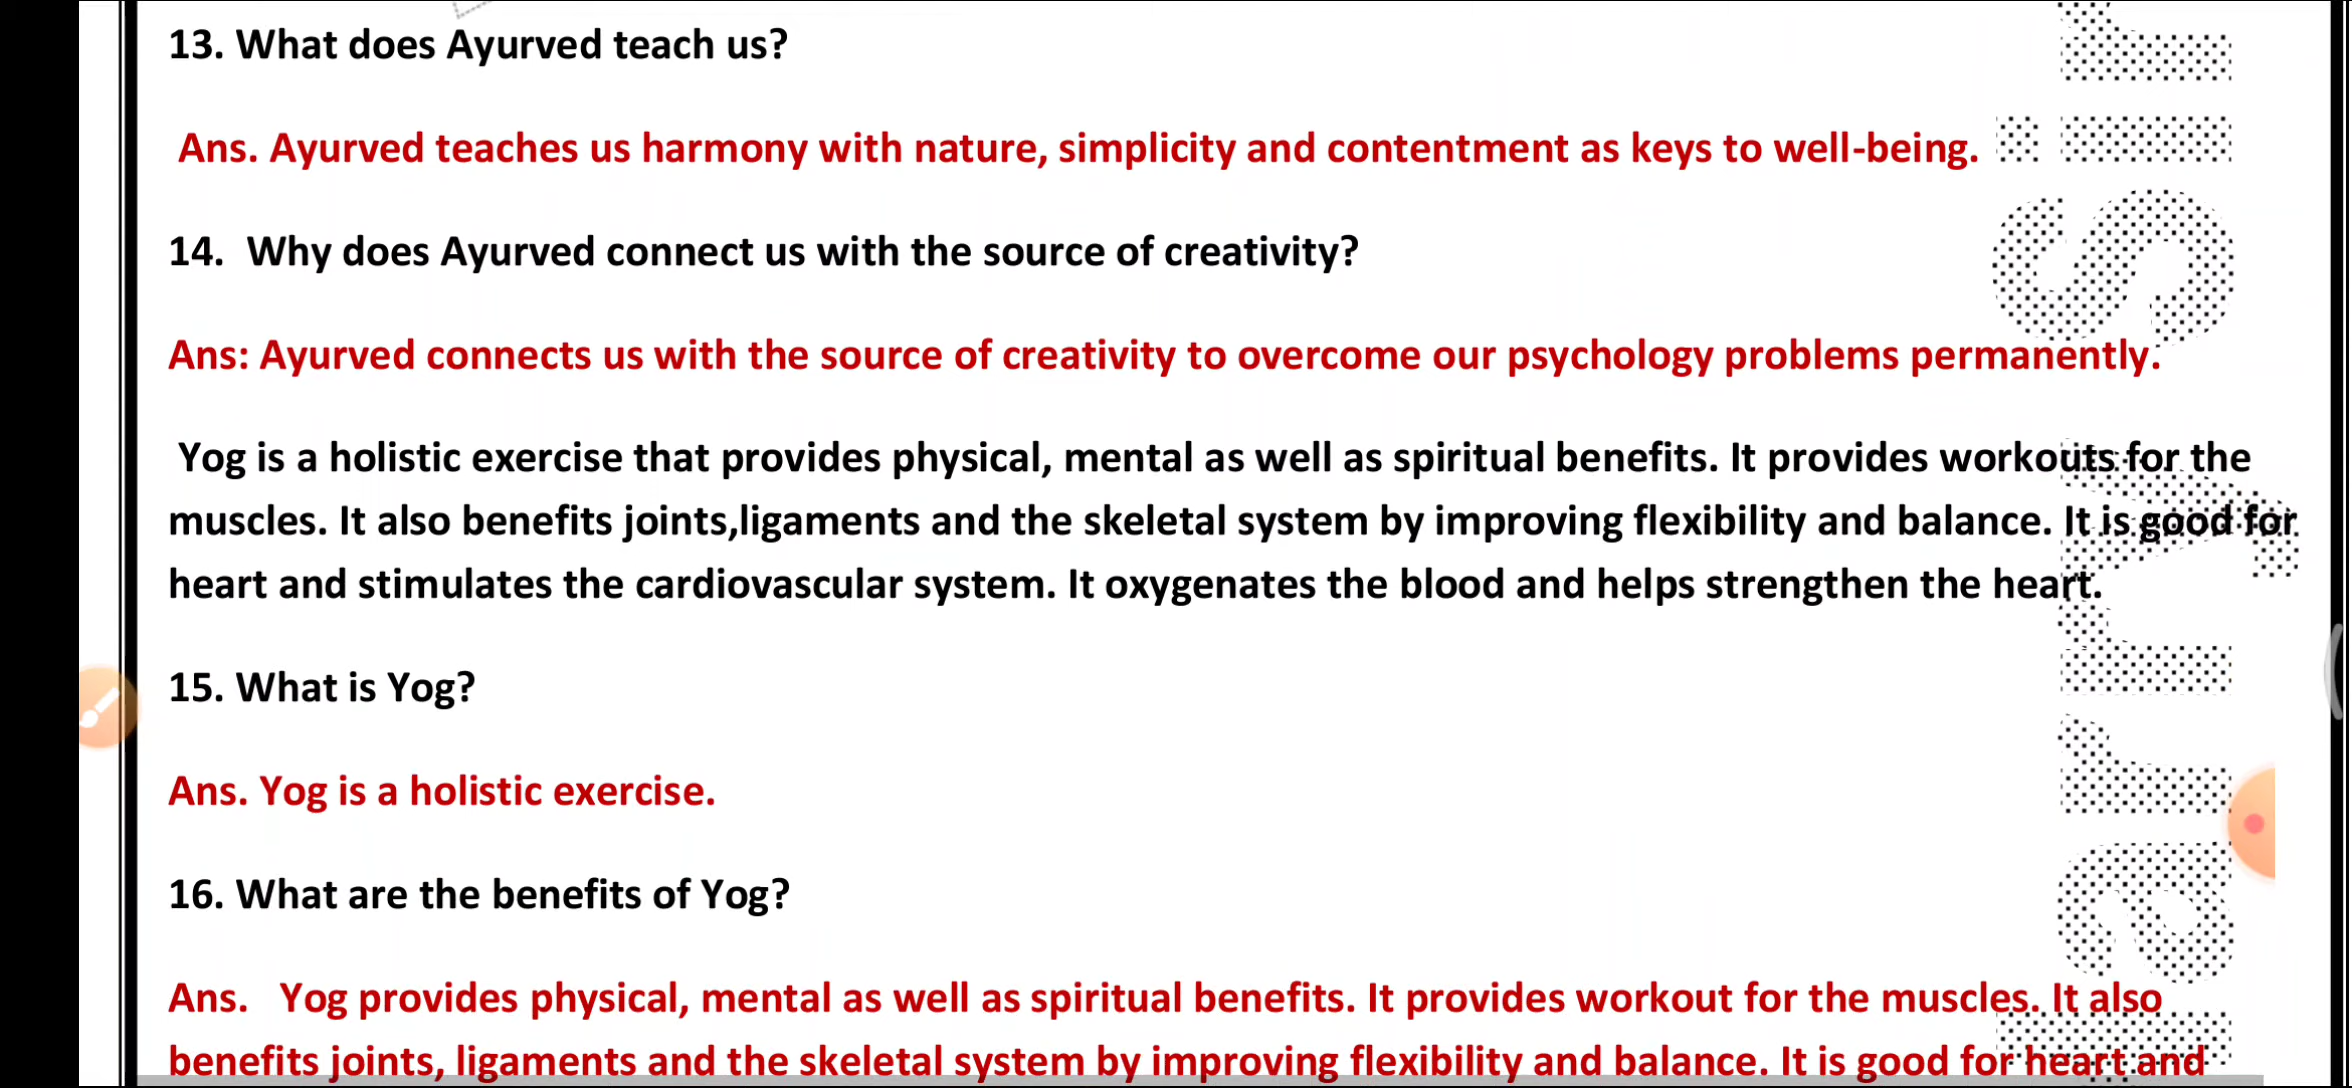 13. What does Ayurved teach us?
Ans. Ayurved teaches us harmony with nature, simplicity and contentment as keys to well-being.
14. Why does Ayurved connect us with the source of creativity?
Ans: Ayurved connects us with the source of creativity to overcome our psychology problems permanently.
Yog is a holistic exercise that provides physical, mental as well as spiritual benefits. It provides workouts for the
muscles. It also benefits joints,ligaments and the skeletal system by improving flexibility and balance. It is good for
heart and stimulates the cardiovascular system. It oxygenates the blood and helps strengthen the heart.
15. What is Yog?
Ans. Yog is a holistic exercise.
16. What are the benefits of Yog?
Ans. Yog provides physical, mental as well as spiritual benefits. It provides workout for the muscles. It also
benefits joints, ligaments and the skeletal system by improving flexibility and balance. It is good for heart and